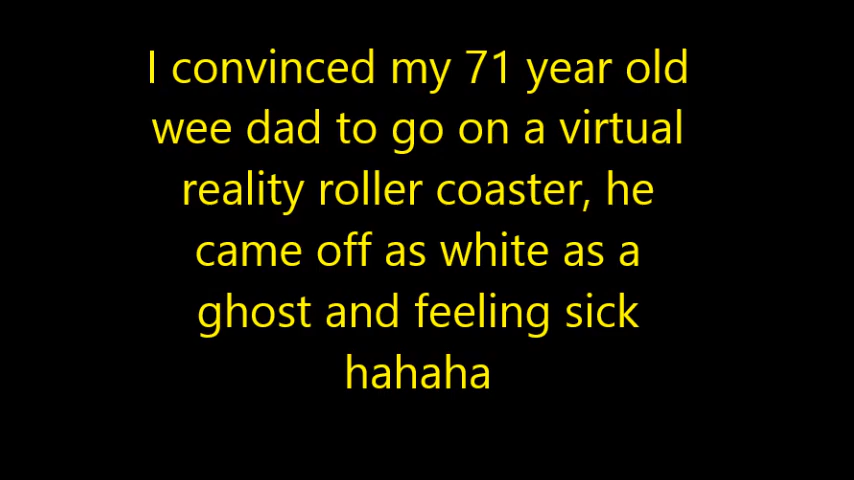 I convinced my 71 year old
wee dad to go on a virtual
reality roller coaster, he
came off as white as a
ghost and feeling sick
hahaha